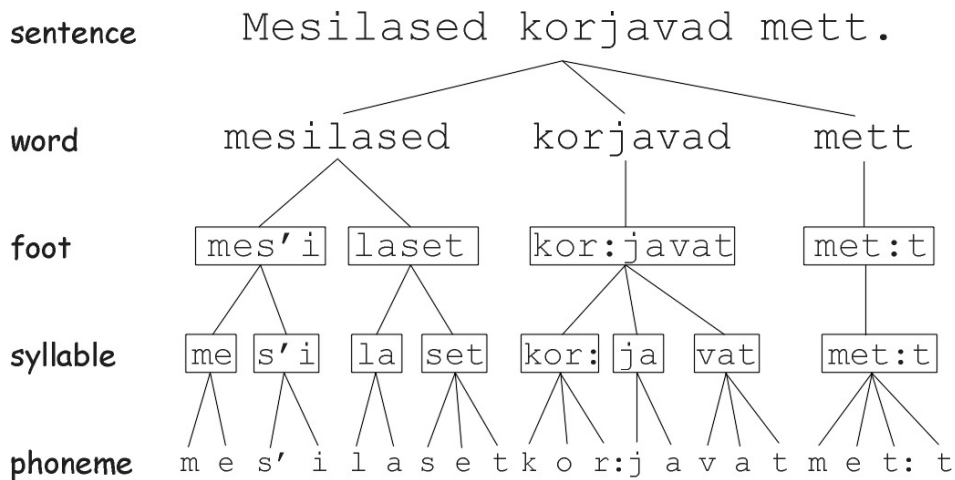 sentence Mesilased korjavad mett.
word mesilased korjavad mett
foot mes'i laset kor:javat met:t
syllable me s'i la set kor: ja vat met:t
phoneme m e s' i l a s e t k o r: j a v a t m e t: t